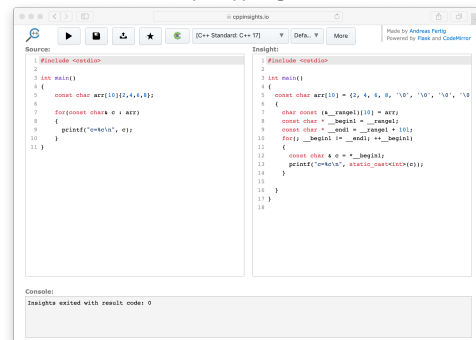 cppinsights.io
[C++ Standard: C++ 17]
Defa..
More
Made by Andreas Fertig
Powered by Flask and CodeMirror
Source:
1 #include <cstdio>
2
3 int main()
4 {
5 const char arr[10]{2,4,6,8};
6
7 for(const char& c : arr)
8 {
9 printf("c=%c\n", c);
10 }
11 }
Insight:
1 #include <cstdio>
2
3 int main()
4 {
5 const char arr[10] = {2, 4, 6, 8, '\0', '\0', '\0', '\0
6 {
7 char const (&__range1)[10] = arr;
8 const char * __begin1 = __range1;
9 const char * __end1 = __range1 + 10l;
10 for(; __begin1 != __end1; ++__begin1)
11 {
12 const char & c = *__begin1;
13 printf("c=%c\n", static_cast<int>(c));
14 }
15
16 }
17 }
18
Console:
Insights exited with result code: 0